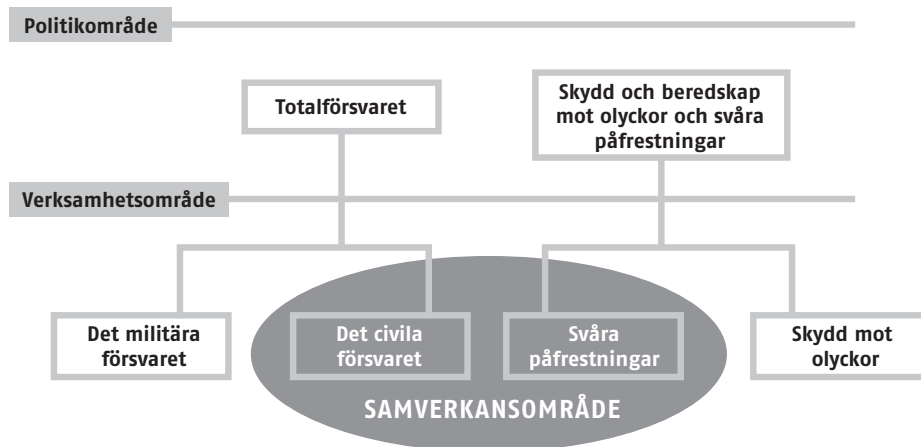 Politikområde
Totalförsvaret
Skydd och beredskap
mot olyckor och svåra
påfrestningar
Verksamhetsområde
Det militära
försvaret
Det civila
försvaret
Svåra
påfrestningar
Skydd mot
olyckor
SAMVERKANSOMRÅDE